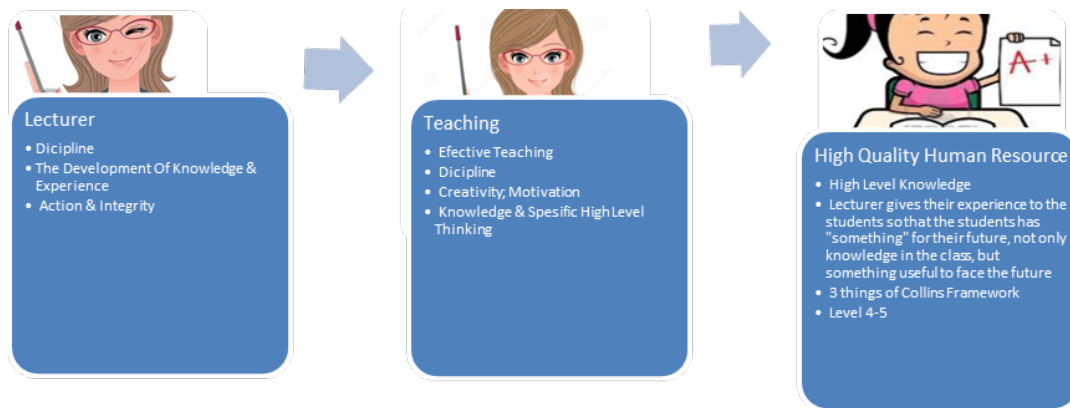 A+
Lecturer
• Dicipline
• The Development Of Knowledge &
Experience
• Action & Integrity
Teaching
• Efective Teaching
• Dicipline
• Creativity; Motivation
• Knowledge & Spesific High Level
Thinking
High Quality Human Resource
• High Level Knowledge
• Lecturer gives their experience to the
students so that the students has
"something" for their future, not only
knowledge in the class, but
something useful to face the future
• 3 things of Collins Framework
• Level 4-5